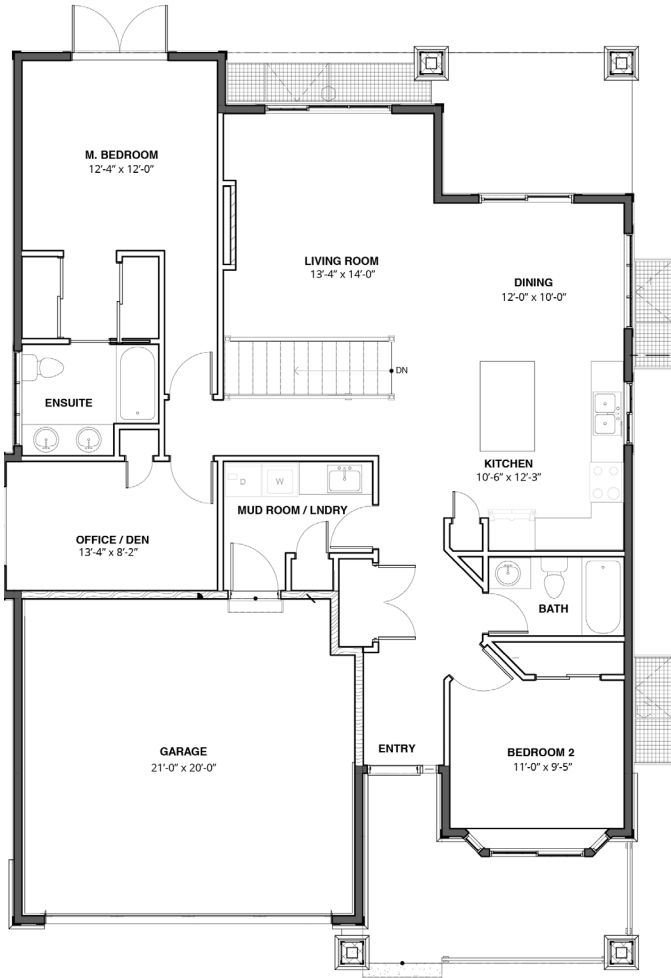 M. BEDROOM
12'-4" x 12'-0"
LIVING ROOM
13'-4" x 14'-0"
DINING
12'-0" x 10'-0"
DN
ENSUITE
KITCHEN
10'-6" x 12'-3"
D
W
MUD ROOM / LNDRY
OFFICE / DEN
13'-4" x 8'-2"
BATH
ENTRY
GARAGE
21'-0" x 20'-0"
BEDROOM 2
11'-0" x 9'-5"